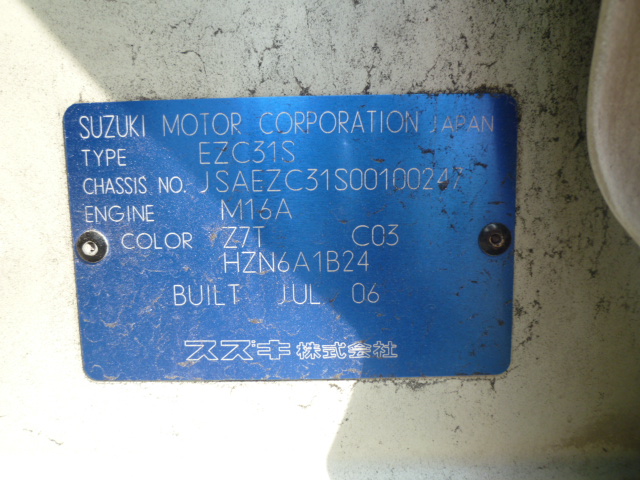 SUZUKI MOTOR CORPORATION JAPAN
TYPE EZC31S
CHASSIS NO. JSAEZC31S00100247
ENGINE M16A
COLOR Z7T C03
HZN6A1B24
BUILT JUL 06
スズキ株式会社